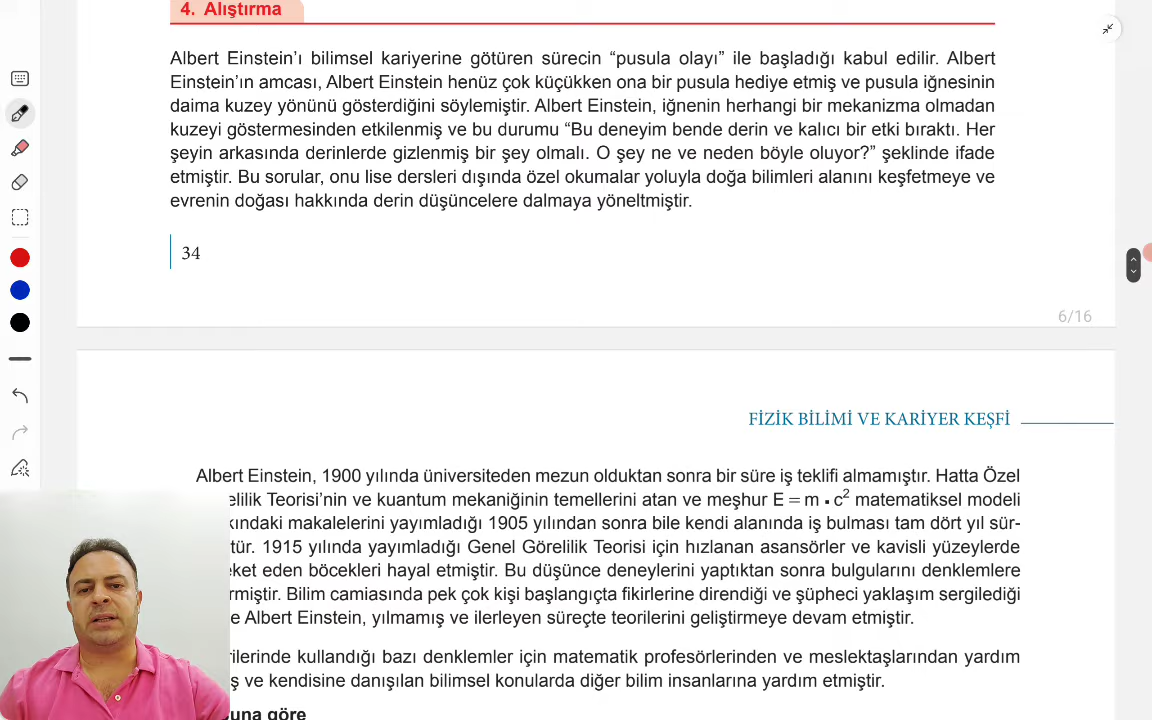 4. Alıştırma
Albert Einstein’ı bilimsel kariyerine götüren sürecin “pusula olayı” ile başladığı kabul edilir. Albert
Einstein’ın amcası, Albert Einstein henüz çok küçükken ona bir pusula hediye etmiş ve pusula iğnesinin
daima kuzey yönünü gösterdiğini söylemiştir. Albert Einstein, iğnenin herhangi bir mekanizma olmadan
kuzeyi göstermesinden etkilenmiş ve bu durumu “Bu deneyim bende derin ve kalıcı bir etki bıraktı. Her
şeyin arkasında derinlerde gizlenmiş bir şey olmalı. O şey ne ve neden böyle oluyor?” şeklinde ifade
etmiştir. Bu sorular, onu lise dersleri dışında özel okumalar yoluyla doğa bilimleri alanını keşfetmeye ve
evrenin doğası hakkında derin düşüncelere dalmaya yöneltmiştir.
34
6/16
FİZİK BİLİMİ VE KARİYER KEŞFİ
Albert Einstein, 1900 yılında üniversiteden mezun olduktan sonra bir süre iş teklifi almamıştır. Hatta Özel
elilik Teorisi’nin ve kuantum mekaniğinin temellerini atan ve meşhur E = m . c² matematiksel modeli
kındaki makalelerini yayımladığı 1905 yılından sonra bile kendi alanında iş bulması tam dört yıl sür-
tür. 1915 yılında yayımladığı Genel Görelilik Teorisi için hızlanan asansörler ve kavisli yüzeylerde
eket eden böcekleri hayal etmiştir. Bu düşünce deneylerini yaptıktan sonra bulgularını denklemlere
rmiştir. Bilim camiasında pek çok kişi başlangıçta fikirlerine direndiği ve şüpheci yaklaşım sergilediği
e Albert Einstein, yılmamış ve ilerleyen süreçte teorilerini geliştirmeye devam etmiştir.
rilerinde kullandığı bazı denklemler için matematik profesörlerinden ve meslektaşlarından yardım
ş ve kendisine danışılan bilimsel konularda diğer bilim insanlarına yardım etmiştir.
una göre